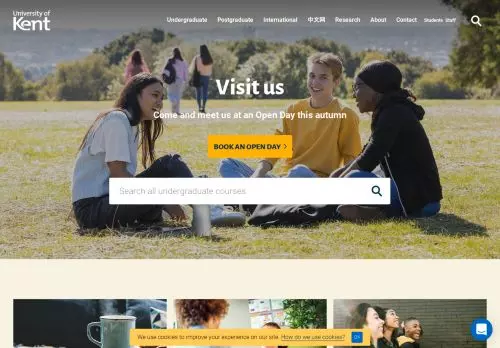 University of
Kent
Undergraduate Postgraduate International 中文网 Research About Contact Students Staff
Visit us
Come and meet us at an Open Day this autumn
BOOK AN OPEN DAY
Search all undergraduate courses
We use cookies to improve your experience on our site. How do we use cookies? OK